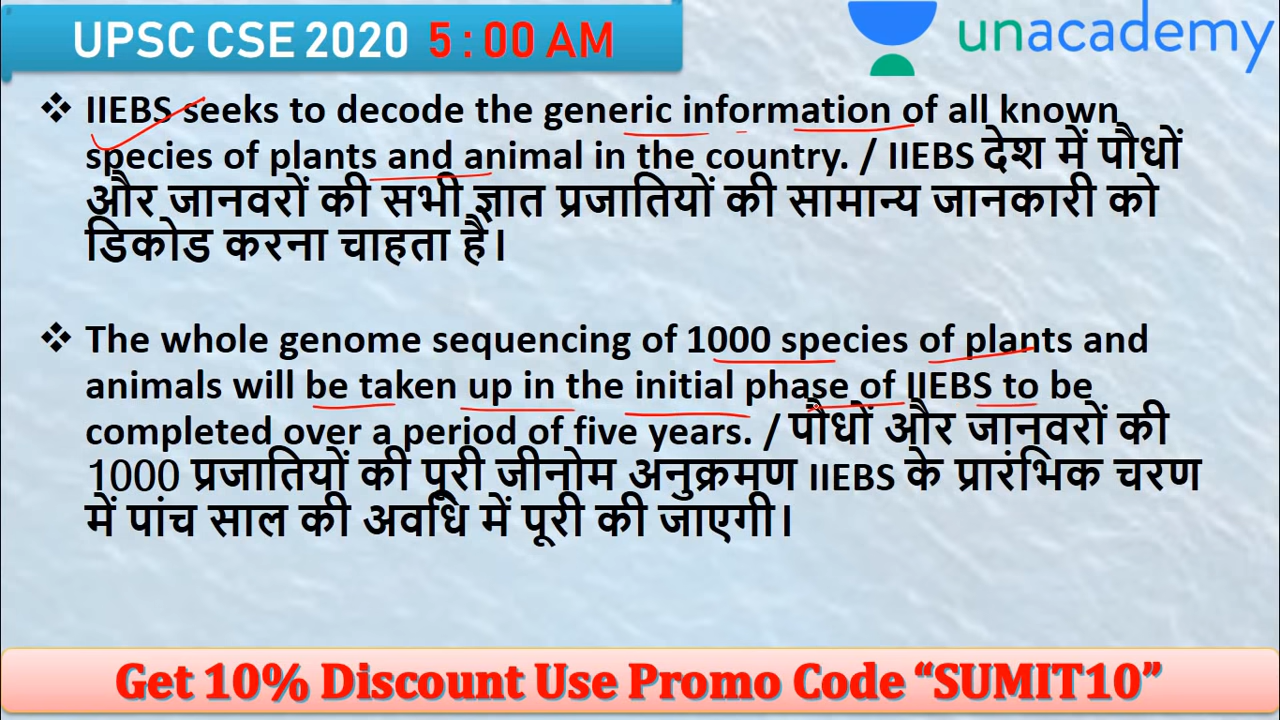 UPSC CSE 2020 5 : 00 AM
unacademy
❖ IIEBS seeks to decode the generic information of all known
species of plants and animal in the country. / IIEBS देश में पौधों
और जानवरों की सभी ज्ञात प्रजातियों की सामान्य जानकारी को
डिकोड करना चाहता है।
❖ The whole genome sequencing of 1000 species of plants and
animals will be taken up in the initial phase of IIEBS to be
completed over a period of five years. / पौधों और जानवरों की
1000 प्रजातियों की पूरी जीनोम अनुक्रमण IIEBS के प्रारंभिक चरण
में पांच साल की अवधि में पूरी की जाएगी।
Get 10% Discount Use Promo Code “SUMIT10”